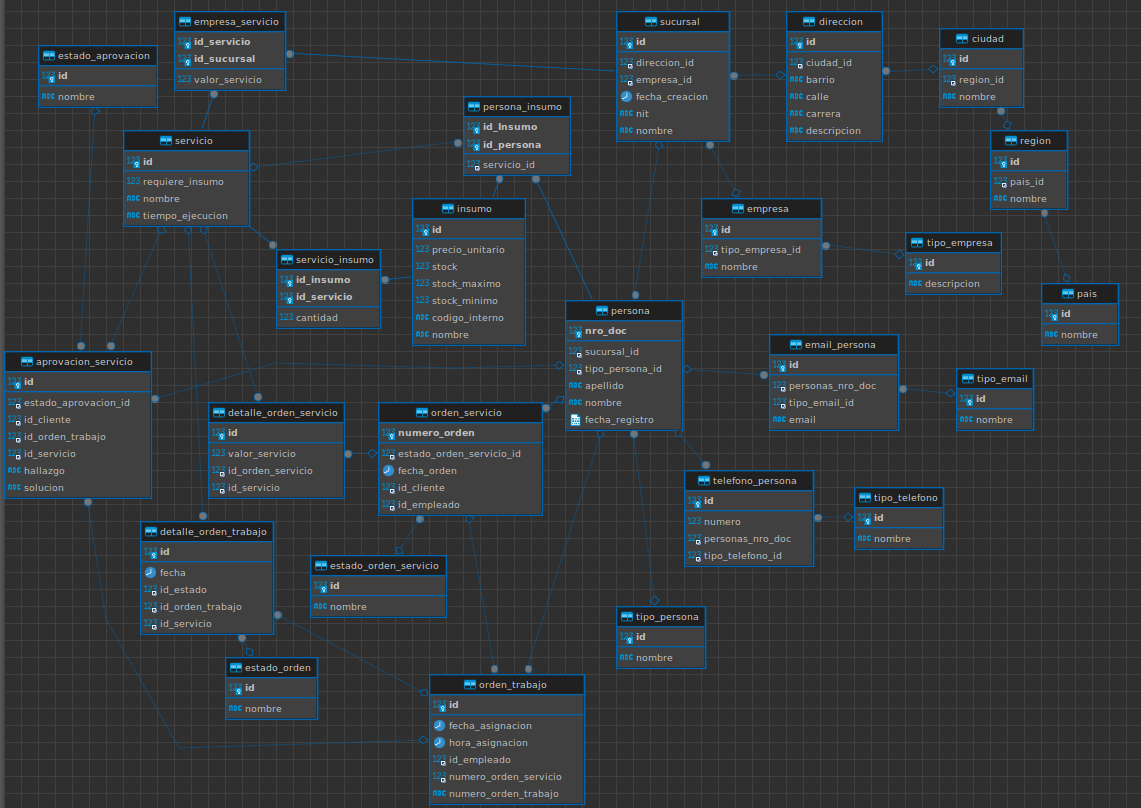 empresa_servicio
id_servicio
id_sucursal
valor_servicio
sucursal
id
direccion_id
empresa_id
fecha_creacion
nit
nombre
direccion
id
ciudad_id
barrio
calle
carrera
descripcion
ciudad
id
region_id
nombre
estado_aprovacion
id
nombre
persona_insumo
id_Insumo
id_persona
servicio_id
servicio
id
requiere_insumo
nombre
tiempo_ejecucion
region
id
pais_id
nombre
insumo
id
precio_unitario
stock
stock_maximo
stock_minimo
codigo_interno
nombre
empresa
id
tipo_empresa_id
nombre
tipo_empresa
id
descripcion
servicio_insumo
id_insumo
id_servicio
cantidad
pais
id
nombre
persona
nro_doc
sucursal_id
tipo_persona_id
apellido
nombre
fecha_registro
email_persona
id
personas_nro_doc
tipo_email_id
email
tipo_email
id
nombre
aprovacion_servicio
id
estado_aprovacion_id
id_cliente
id_orden_trabajo
id_servicio
hallazgo
solucion
detalle_orden_servicio
id
valor_servicio
id_orden_servicio
id_servicio
orden_servicio
numero_orden
estado_orden_servicio_id
fecha_orden
id_cliente
id_empleado
telefono_persona
id
numero
personas_nro_doc
tipo_telefono_id
tipo_telefono
id
nombre
detalle_orden_trabajo
id
fecha
id_estado
id_orden_trabajo
id_servicio
estado_orden_servicio
id
nombre
tipo_persona
id
nombre
estado_orden
id
nombre
orden_trabajo
id
fecha_asignacion
hora_asignacion
id_empleado
numero_orden_servicio
numero_orden_trabajo